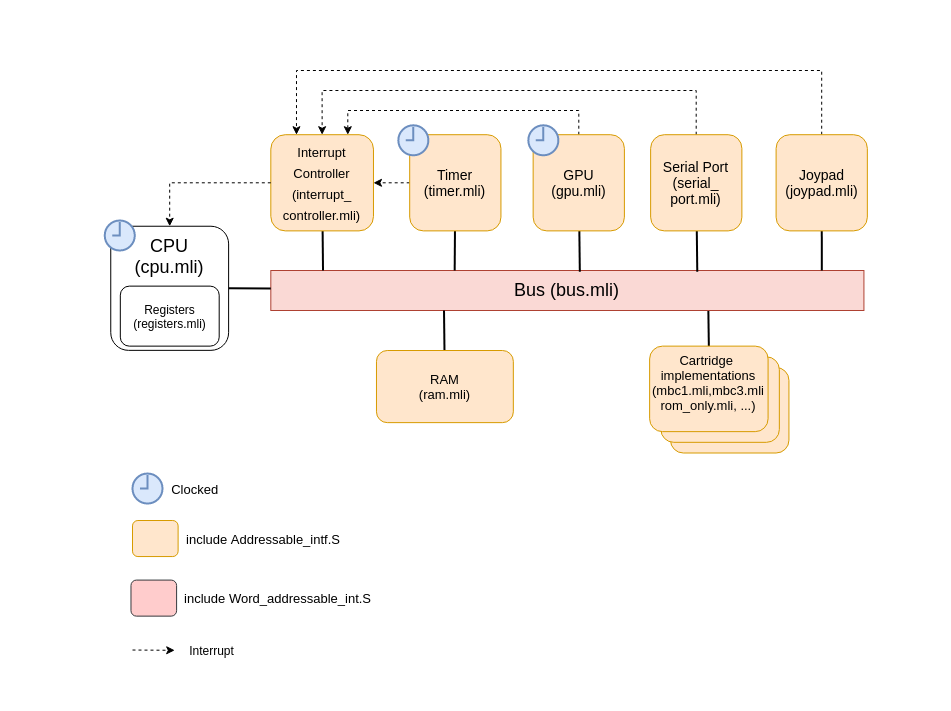 Interrupt
Controller
(interrupt_
controller.mli)
Timer
(timer.mli)
GPU
(gpu.mli)
Serial Port
(serial_
port.mli)
Joypad
(joypad.mli)
CPU
(cpu.mli)
Registers
(registers.mli)
Bus (bus.mli)
RAM
(ram.mli)
Cartridge
implementations
(mbc1.mli,mbc3.mli
rom_only.mli, ...)
Clocked
include Addressable_intf.S
include Word_addressable_int.S
Interrupt